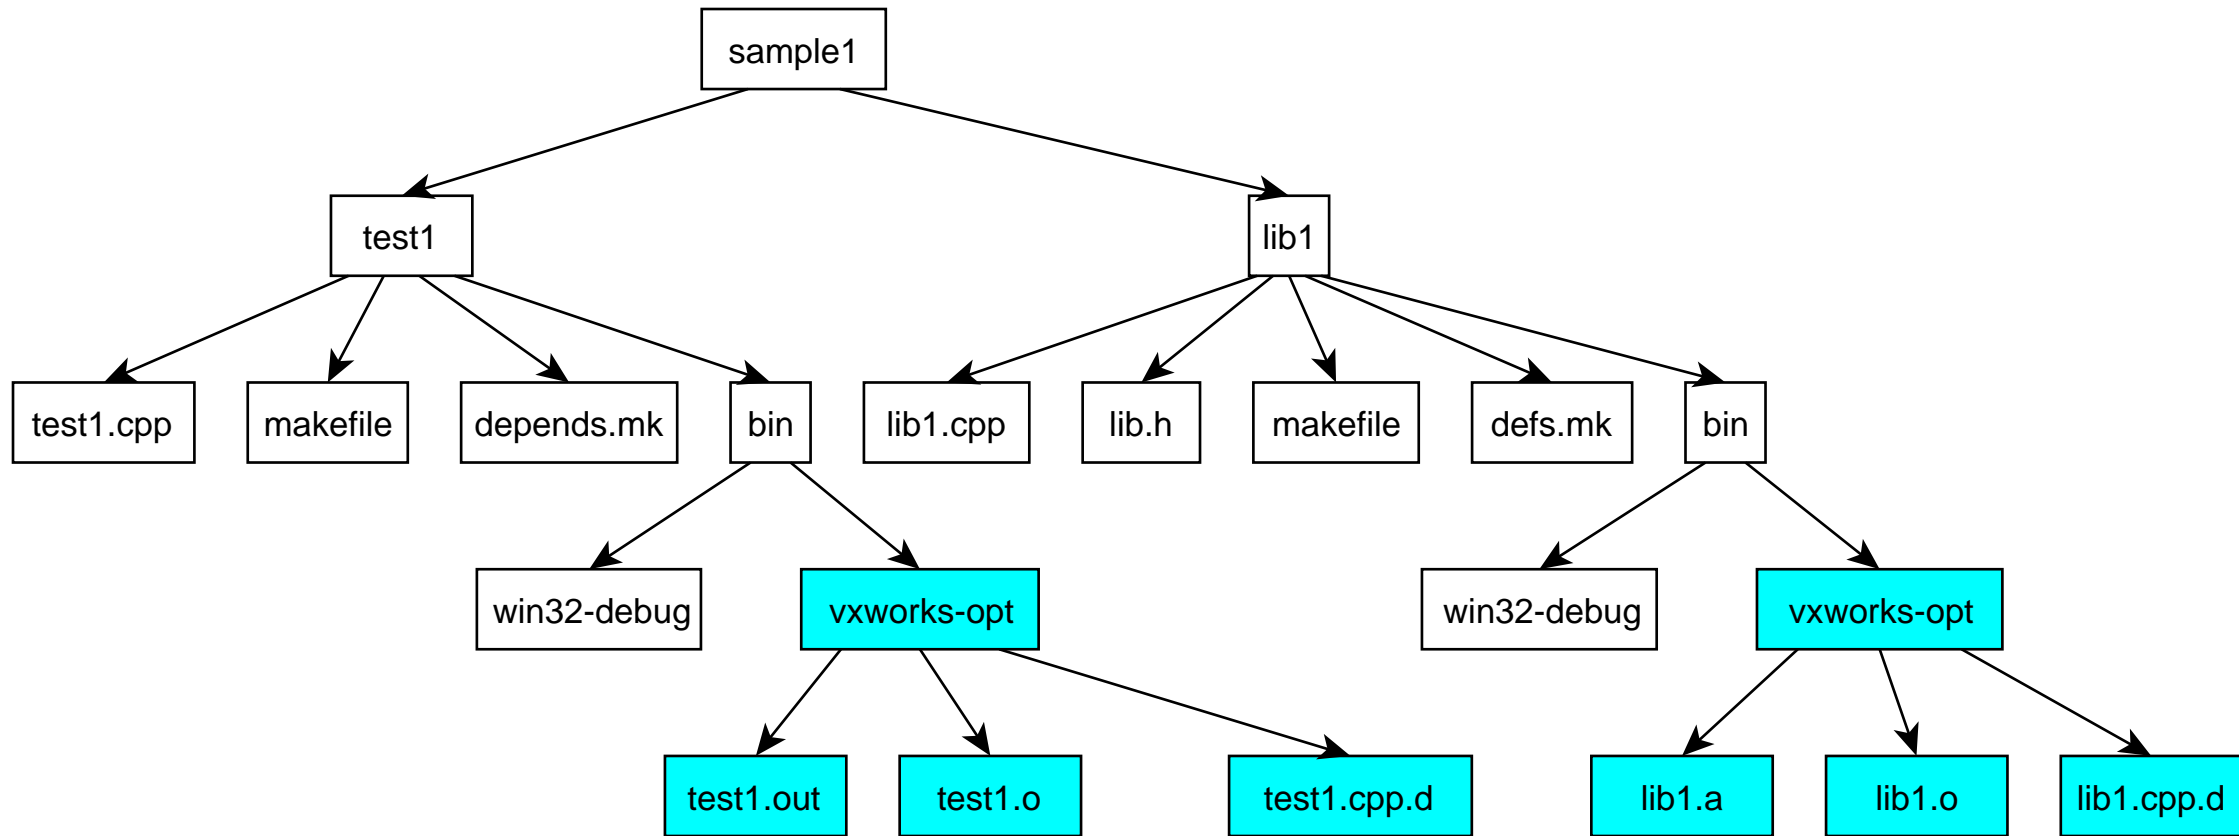 sample1
test1
lib1
test1.cpp
makefile
depends.mk
bin
lib1.cpp
lib.h
makefile
defs.mk
bin
win32-debug
vxworks-opt
win32-debug
vxworks-opt
test1.out
test1.o
test1.cpp.d
lib1.a
lib1.o
lib1.cpp.d